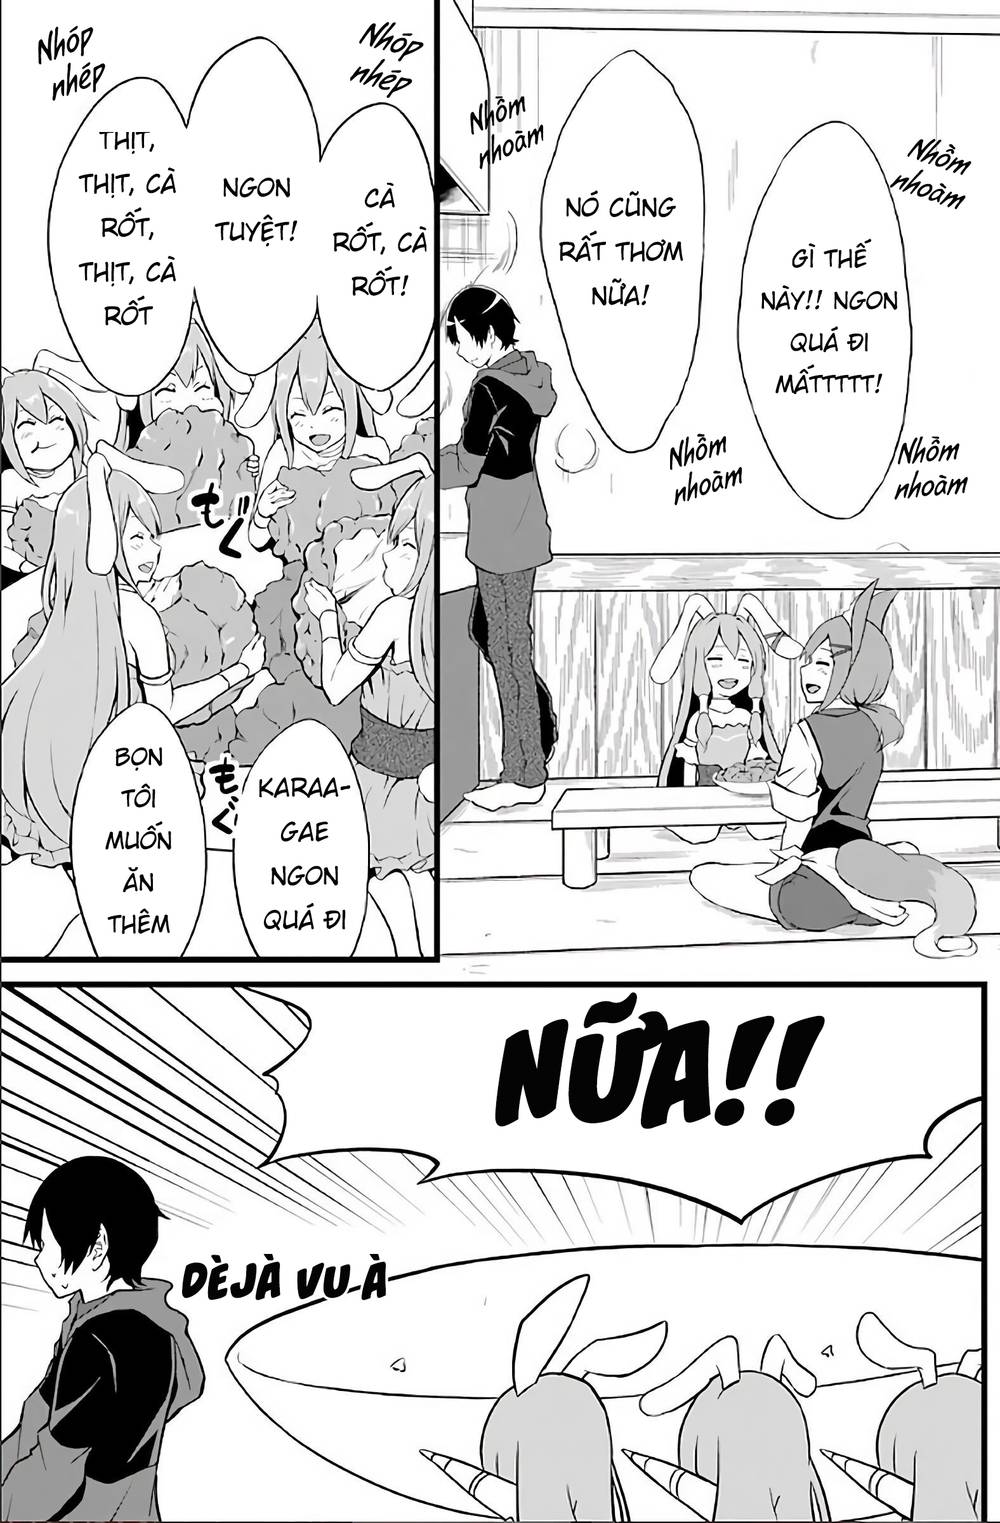 Nhồm
nhoàm
GÌ THẾ
NÀY!! NGON
QUÁ ĐI
MẤTTTTT!
Nhồm
nhoàm
Nhồm
nhoàm
NÓ CŨNG
RẤT THƠM
NỮA!
Nhồm
nhoàm
Nhóp
nhép
CÀ
RỐT, CÀ
RỐT!
NGON
TUYỆT!
Nhóp
nhép
THỊT,
THỊT, CÀ
RỐT,
THỊT, CÀ
RỐT
もぐ
もぐ
KARAA-
GAE
NGON
QUÁ ĐI
BỌN
TÔI
MUỐN
ĂN
THÊM
NỮA!!
DÈJÀ VU À